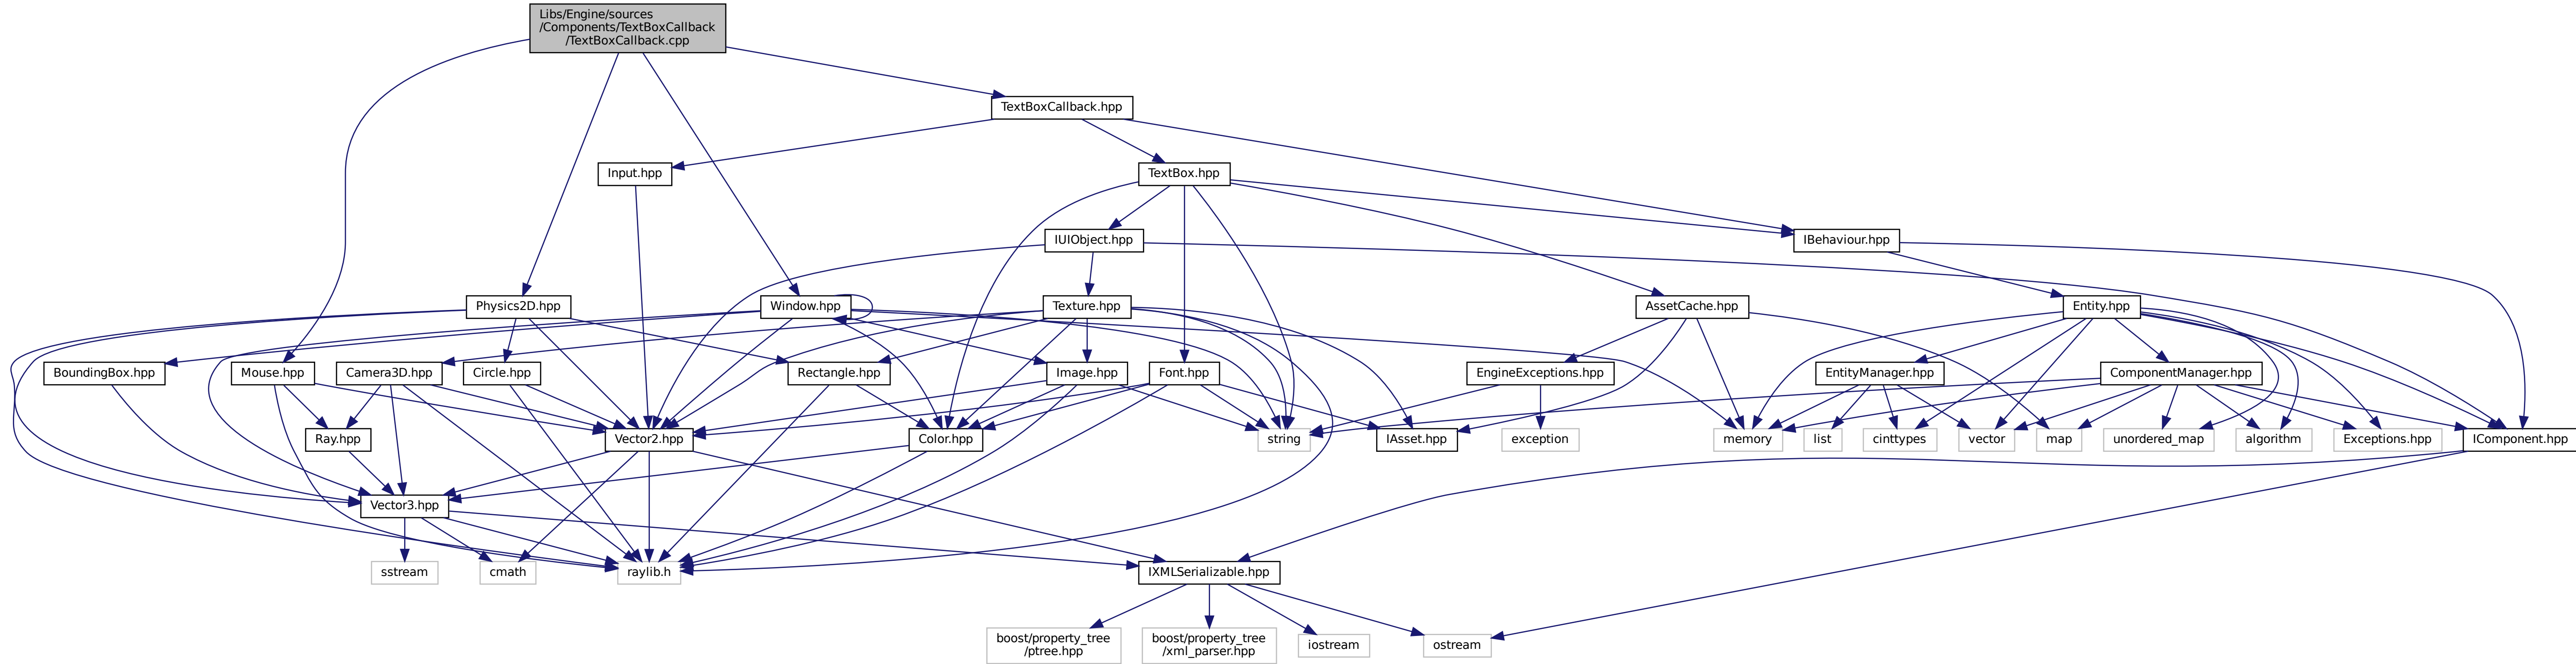 Libs/Engine/sources
/Components/TextBoxCallback
/TextBoxCallback.cpp
TextBoxCallback.hpp
Input.hpp
TextBox.hpp
IUIObject.hpp
IBehaviour.hpp
Physics2D.hpp
Window.hpp
Texture.hpp
AssetCache.hpp
Entity.hpp
BoundingBox.hpp
Mouse.hpp
Camera3D.hpp
Circle.hpp
Rectangle.hpp
Image.hpp
Font.hpp
EngineExceptions.hpp
EntityManager.hpp
ComponentManager.hpp
Ray.hpp
Vector2.hpp
Color.hpp
string
IAsset.hpp
exception
memory
list
cinttypes
vector
map
unordered_map
algorithm
Exceptions.hpp
IComponent.hpp
Vector3.hpp
sstream
cmath
raylib.h
IXMLSerializable.hpp
boost/property_tree
/ptree.hpp
boost/property_tree
/xml_parser.hpp
iostream
ostream